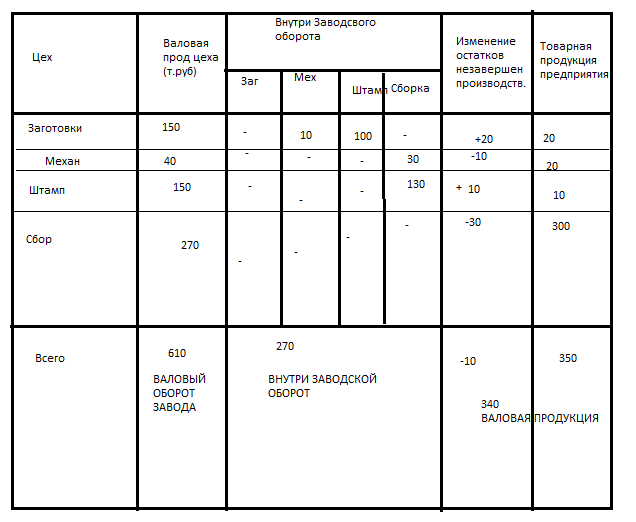 Цех
Валовая
прод цеха
(т.руб)
Внутри Заводсвого
оборота
Изменение
остатков
незавершен
производств.
Товарная
продукция
предприятия
Заг
Мех
Штамп
Сборка
Заготовки 150 - 10 100 - +20 20
Механ 40 - - - 30 -10 20
Штамп 150 - - - 130 + 10 10
Сбор 270 - - - - -30 300
Всего 610 270 -10 350
ВАЛОВЫЙ
ОБОРОТ
ЗАВОДА
ВНУТРИ ЗАВОДСКОЙ
ОБОРОТ
340
ВАЛОВАЯ ПРОДУКЦИЯ